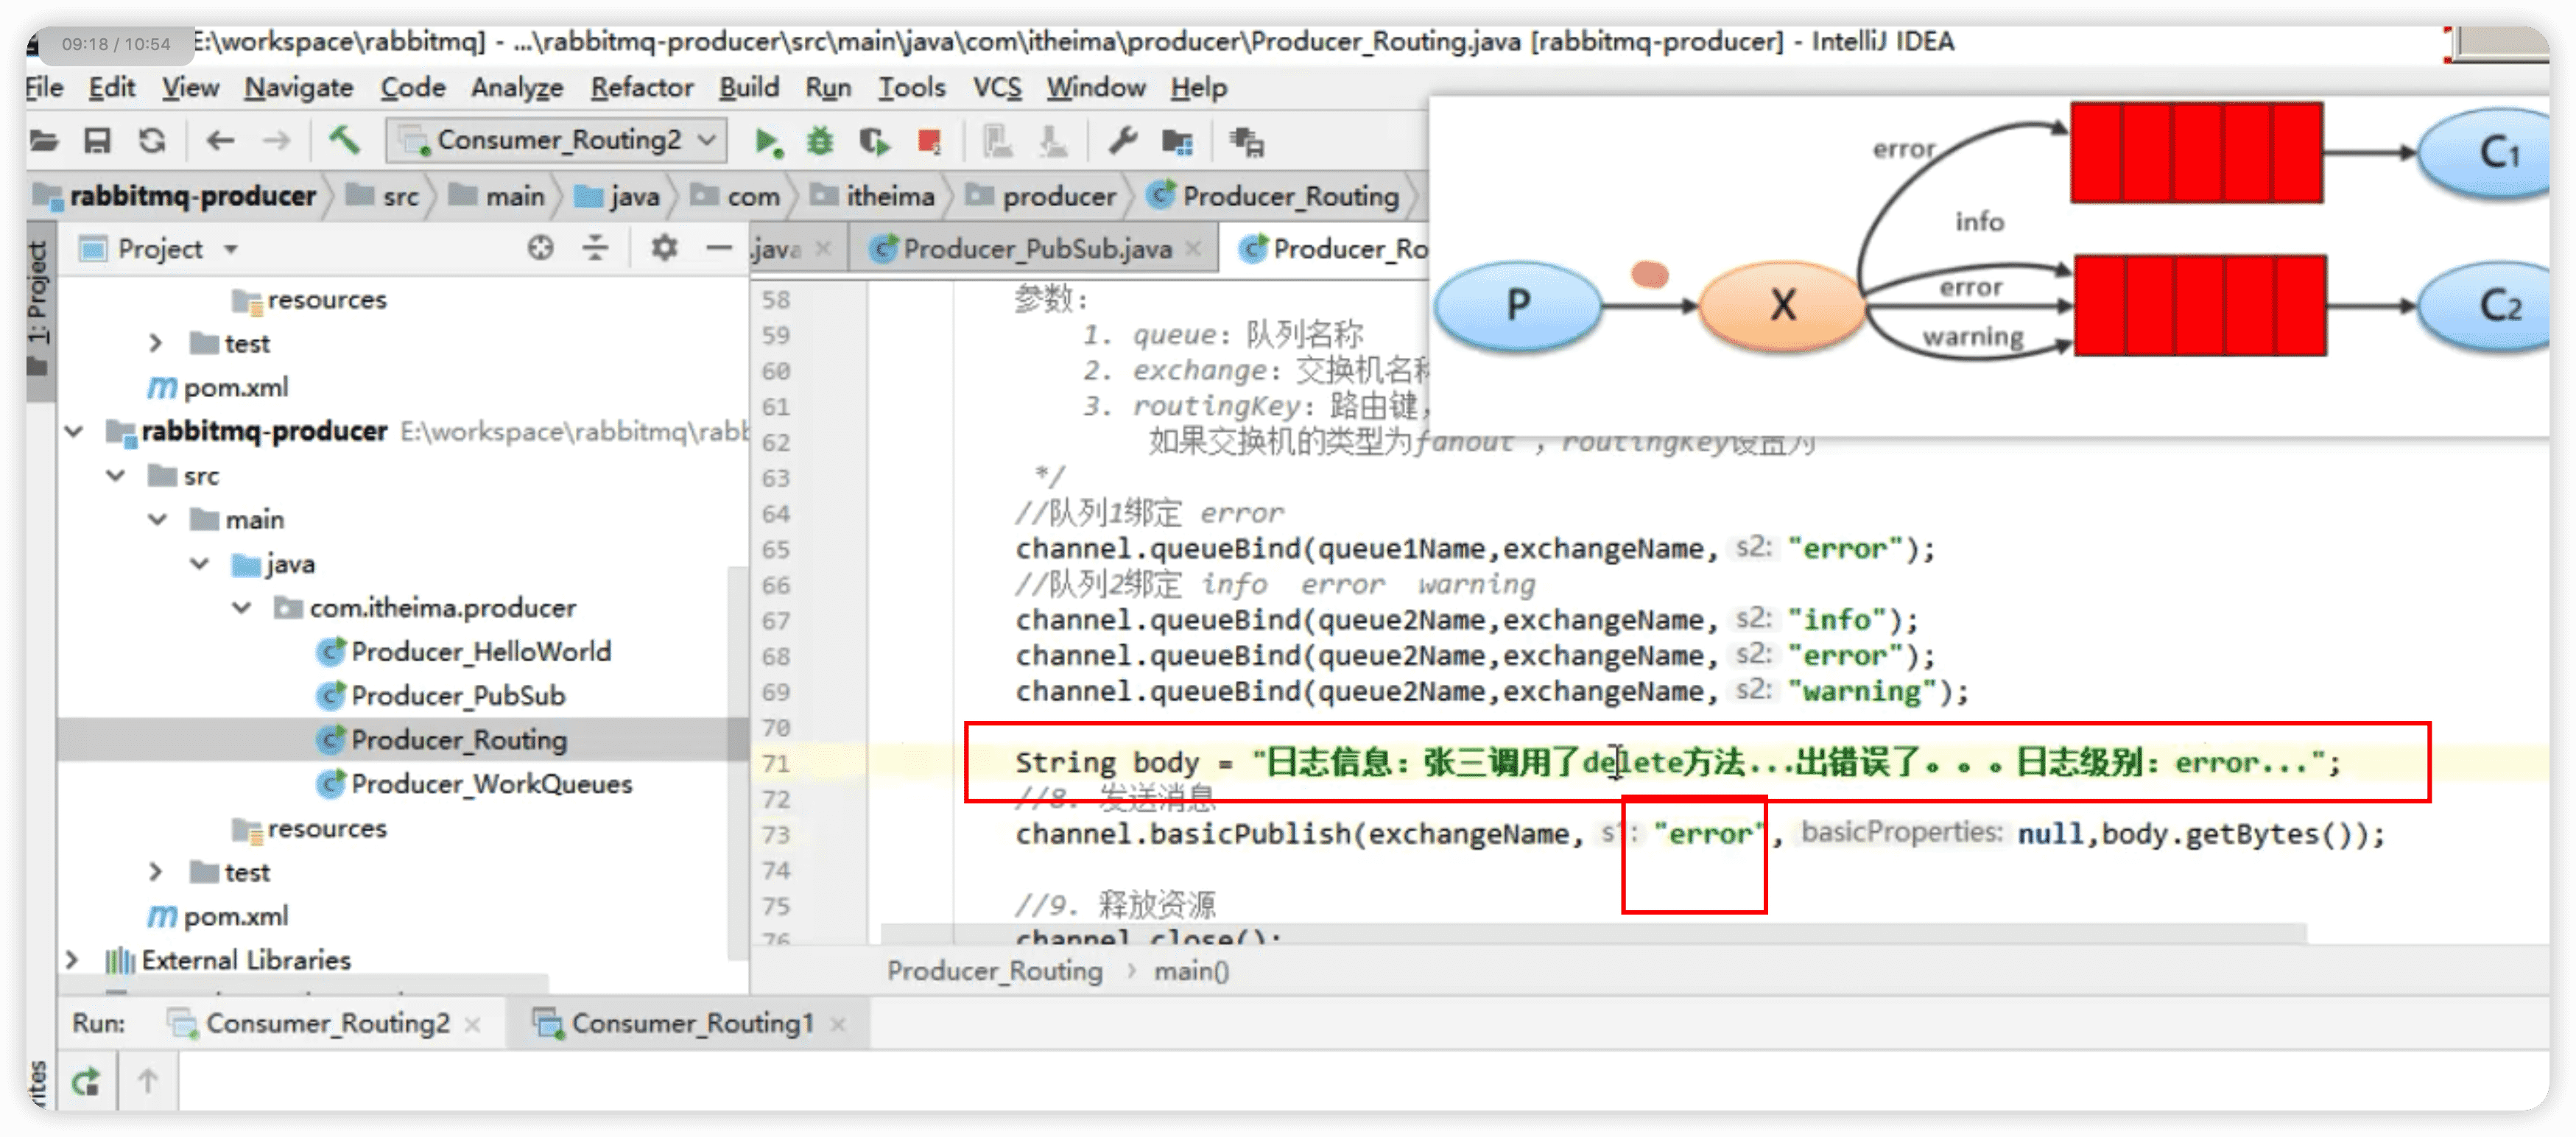 09:18 / 10:54
E:\workspace\rabbitmq] - ...\rabbitmq-producer\src\main\java\com\itheima\producer\Producer_Routing.java [rabbitmq-producer] - IntelliJ IDEA
File Edit View Navigate Code Analyze Refactor Build Run Tools VCS Window Help
Consumer_Routing2
rabbitmq-producer src main java com itheima producer Producer_Routing
1: Project
Project
.java Producer_PubSub.java Producer_Ro
resources
test
pom.xml
rabbitmq-producer E:\workspace\rabbitmq\rabb
src
main
java
com.itheima.producer
Producer_HelloWorld
Producer_PubSub
Producer_Routing
Producer_WorkQueues
resources
test
pom.xml
External Libraries
error
info
error
warning
P
X
C1
C2
58 参数:
59 1. queue: 队列名称
60 2. exchange: 交换机名称
61 3. routingKey: 路由键,
62 如果交换机的类型为fanout , routingKey设置为
63 */
64 //队列1绑定 error
65 channel.queueBind(queue1Name,exchangeName, s2: "error");
66 //队列2绑定 info error warning
67 channel.queueBind(queue2Name,exchangeName, s2: "info");
68 channel.queueBind(queue2Name,exchangeName, s2: "error");
69 channel.queueBind(queue2Name,exchangeName, s2: "warning");
70
71 String body = "日志信息: 张三调用了delete方法...出错误了。。。日志级别: error...";
72 //8. 发送消息
73 channel.basicPublish(exchangeName, s1: "error", basicProperties: null,body.getBytes());
74
75 //9. 释放资源
76 channel.close();
Producer_Routing main()
Run: Consumer_Routing2 Consumer_Routing1